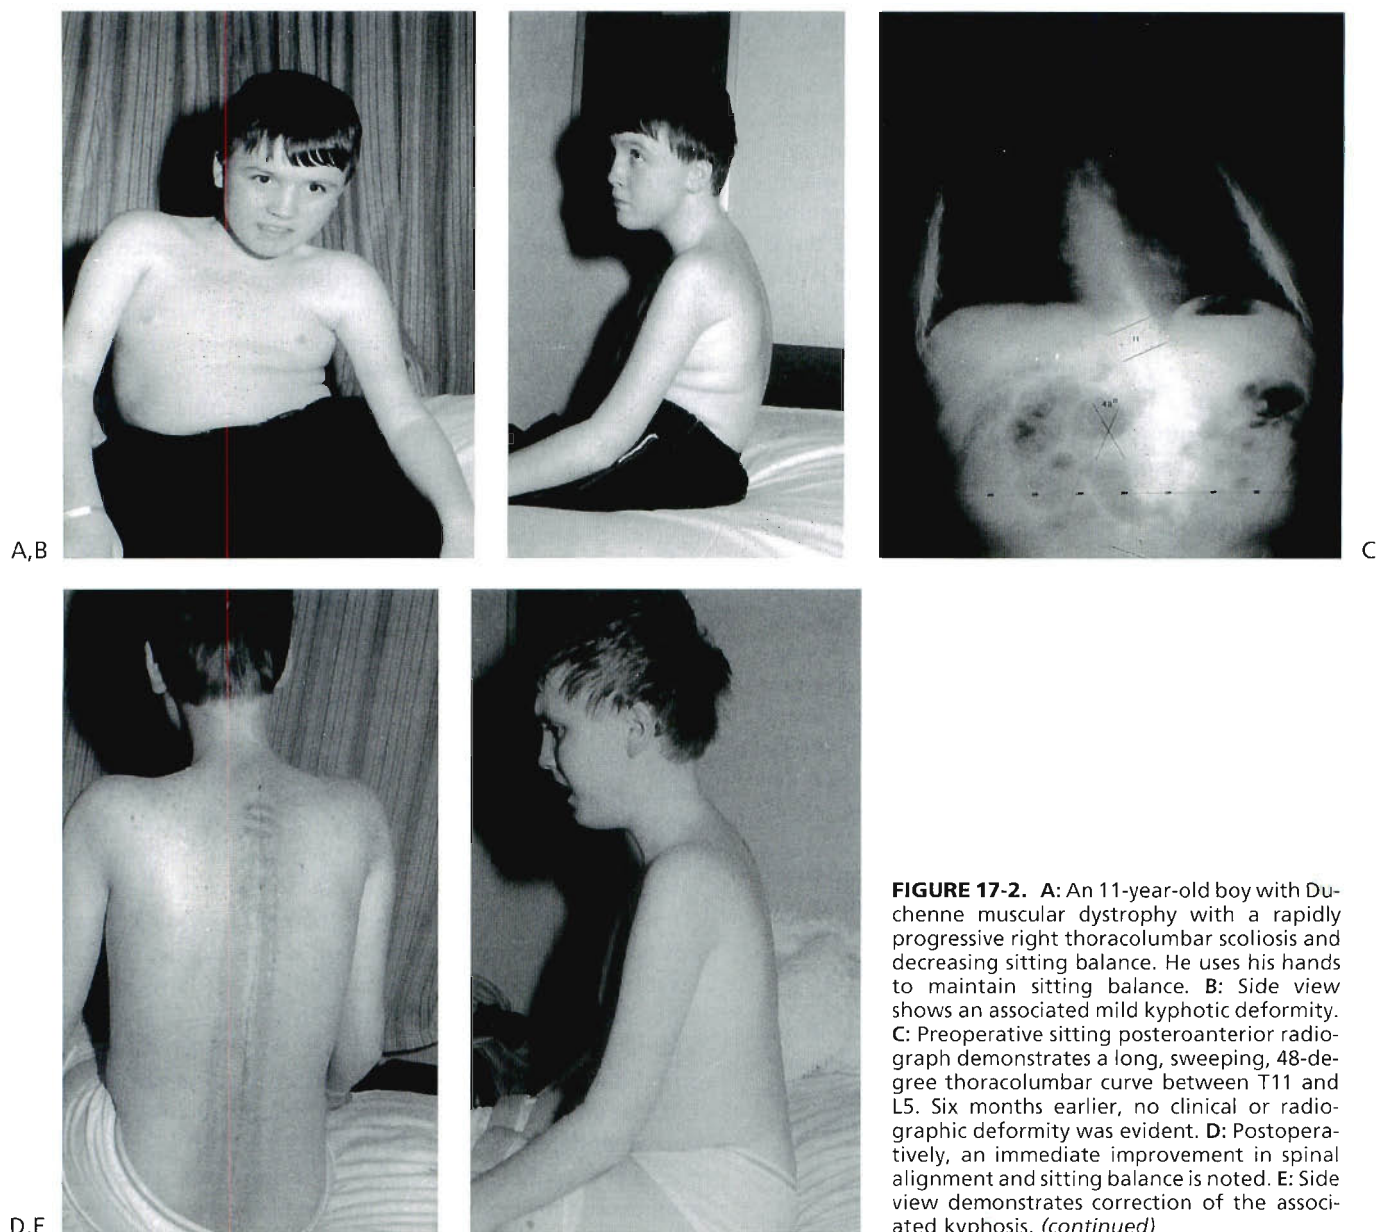 A,B
C
11
48°
D,E
FIGURE 17-2. A: An 11-year-old boy with Du-
chenne muscular dystrophy with a rapidly
progressive right thoracolumbar scoliosis and
decreasing sitting balance. He uses his hands
to maintain sitting balance. B: Side view
shows an associated mild kyphotic deformity.
C: Preoperative sitting posteroanterior radio-
graph demonstrates a long, sweeping, 48-de-
gree thoracolumbar curve between T11 and
L5. Six months earlier, no clinical or radio-
graphic deformity was evident. D: Postopera-
tively, an immediate improvement in spinal
alignment and sitting balance is noted. E: Side
view demonstrates correction of the associ-
ated kyphosis. (continued)